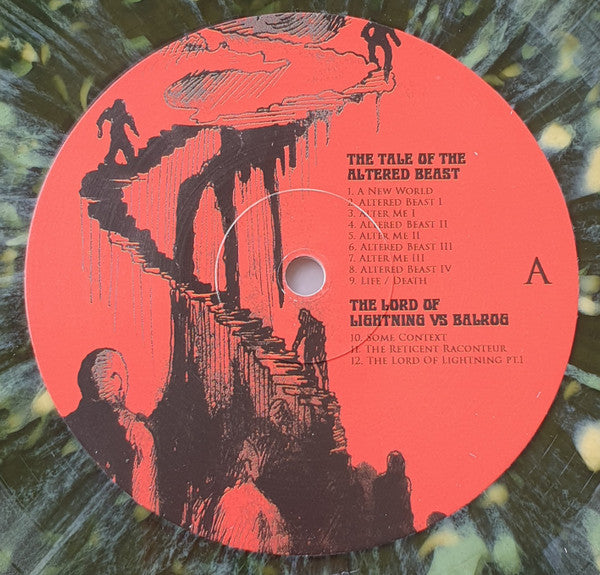 THE TALE OF THE
ALTERED BEAST
1. A New World
2. Altered Beast I
3. Alter Me I
4. Altered Beast II
5. Alter Me II
6. Altered Beast III
7. Alter Me III
8. Altered Beast IV
9. Life / Death
A
THE LORD OF
LIGHTNING VS BALROG
10. Some Context
11. The Reticent Raconteur
12. The Lord Of Lightning Pt.1